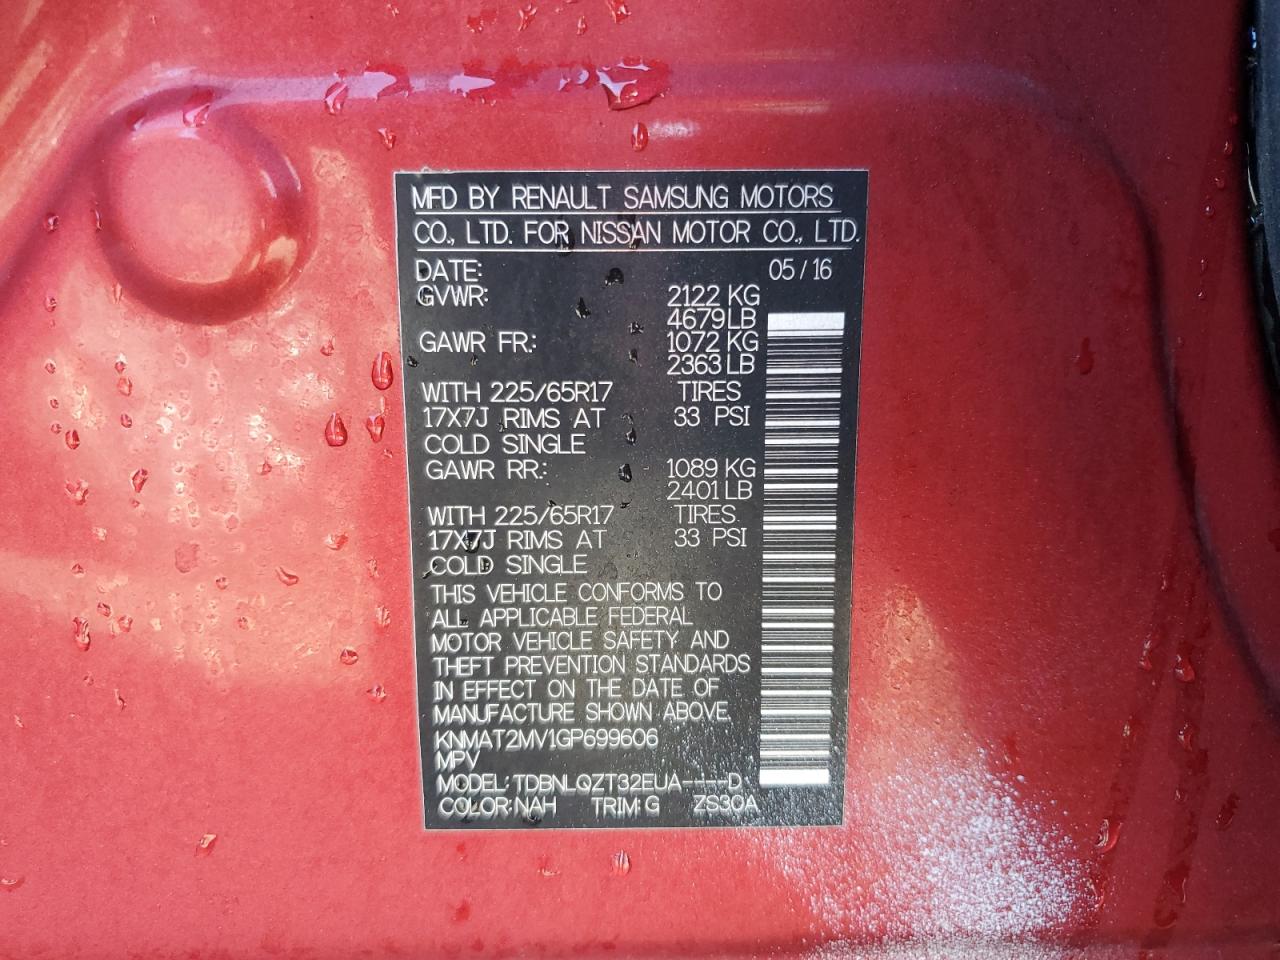 MFD BY RENAULT SAMSUNG MOTORS
CO., LTD. FOR NISSAN MOTOR CO., LTD.
DATE: 05 / 16
GVWR: 2122 KG
4679 LB
GAWR FR: 1072 KG
2363 LB
WITH 225/65R17 TIRES
17X7J RIMS AT 33 PSI
COLD SINGLE
GAWR RR: 1089 KG
2401 LB
WITH 225/65R17 TIRES
17X7J RIMS AT 33 PSI
COLD SINGLE
THIS VEHICLE CONFORMS TO
ALL APPLICABLE FEDERAL
MOTOR VEHICLE SAFETY AND
THEFT PREVENTION STANDARDS
IN EFFECT ON THE DATE OF
MANUFACTURE SHOWN ABOVE.
KNMAT2MV1GP699606
MPV
MODEL: TDBNLQZT32EUA----D
COLOR: NAH TRIM: G ZS30A